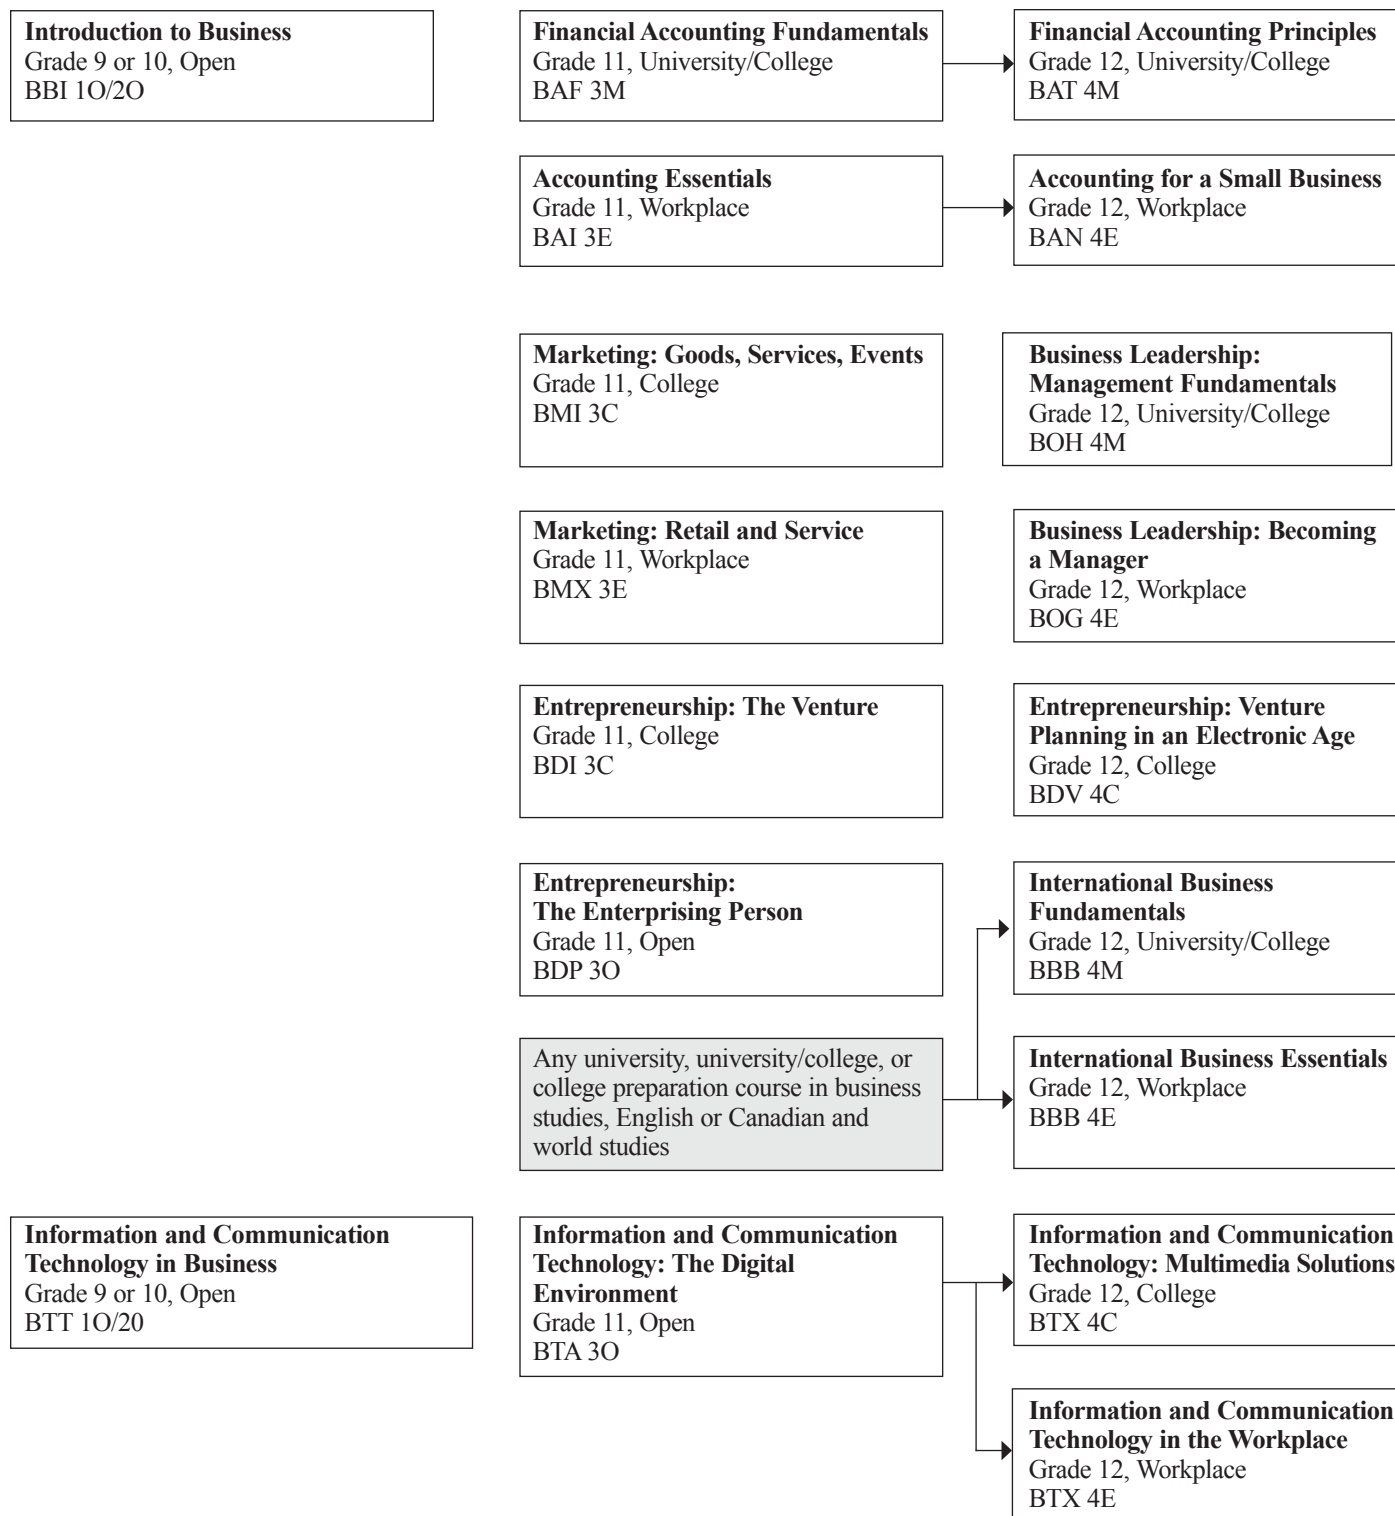 Introduction to Business
Grade 9 or 10, Open
BBI 1O/2O
Financial Accounting Fundamentals
Grade 11, University/College
BAF 3M
Financial Accounting Principles
Grade 12, University/College
BAT 4M
Accounting Essentials
Grade 11, Workplace
BAI 3E
Accounting for a Small Business
Grade 12, Workplace
BAN 4E
Marketing: Goods, Services, Events
Grade 11, College
BMI 3C
Business Leadership:
Management Fundamentals
Grade 12, University/College
BOH 4M
Marketing: Retail and Service
Grade 11, Workplace
BMX 3E
Business Leadership: Becoming
a Manager
Grade 12, Workplace
BOG 4E
Entrepreneurship: The Venture
Grade 11, College
BDI 3C
Entrepreneurship: Venture
Planning in an Electronic Age
Grade 12, College
BDV 4C
Entrepreneurship:
The Enterprising Person
Grade 11, Open
BDP 3O
International Business
Fundamentals
Grade 12, University/College
BBB 4M
Any university, university/college, or
college preparation course in business
studies, English or Canadian and
world studies
International Business Essentials
Grade 12, Workplace
BBB 4E
Information and Communication
Technology in Business
Grade 9 or 10, Open
BTT 1O/20
Information and Communication
Technology: The Digital
Environment
Grade 11, Open
BTA 3O
Information and Communication
Technology: Multimedia Solutions
Grade 12, College
BTX 4C
Information and Communication
Technology in the Workplace
Grade 12, Workplace
BTX 4E